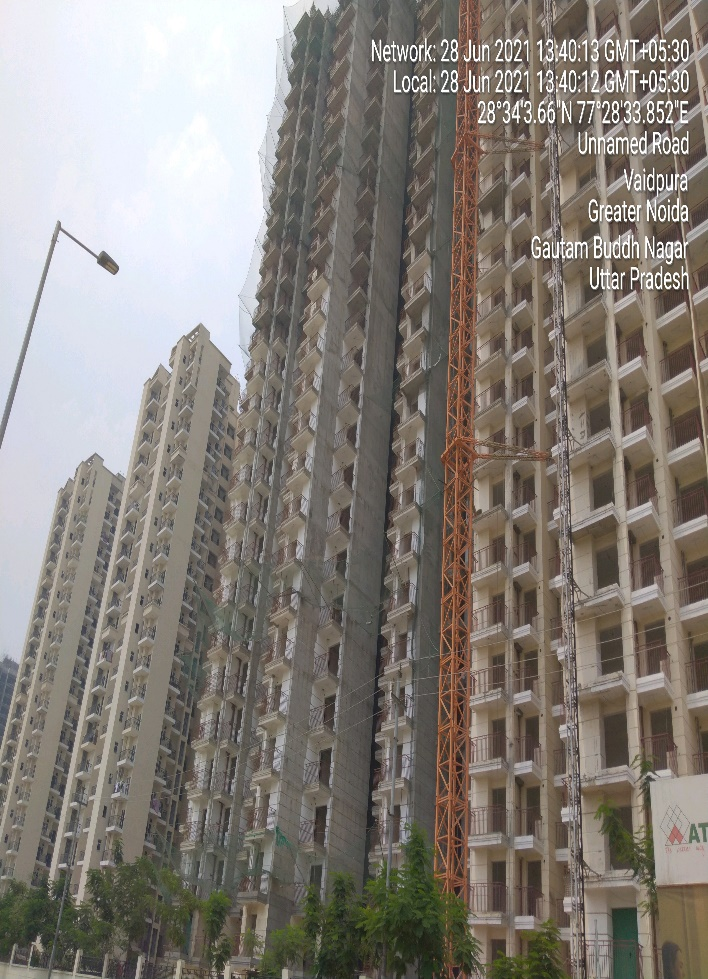 Network: 28 Jun 2021 13:40:13 GMT+05:30
Local: 28 Jun 2021 13:40:12 GMT+05:30
28°34'3.66"N 77°28'33.852"E
Unnamed Road
Vaidpura
Greater Noida
Gautam Buddh Nagar
Uttar Pradesh
AT